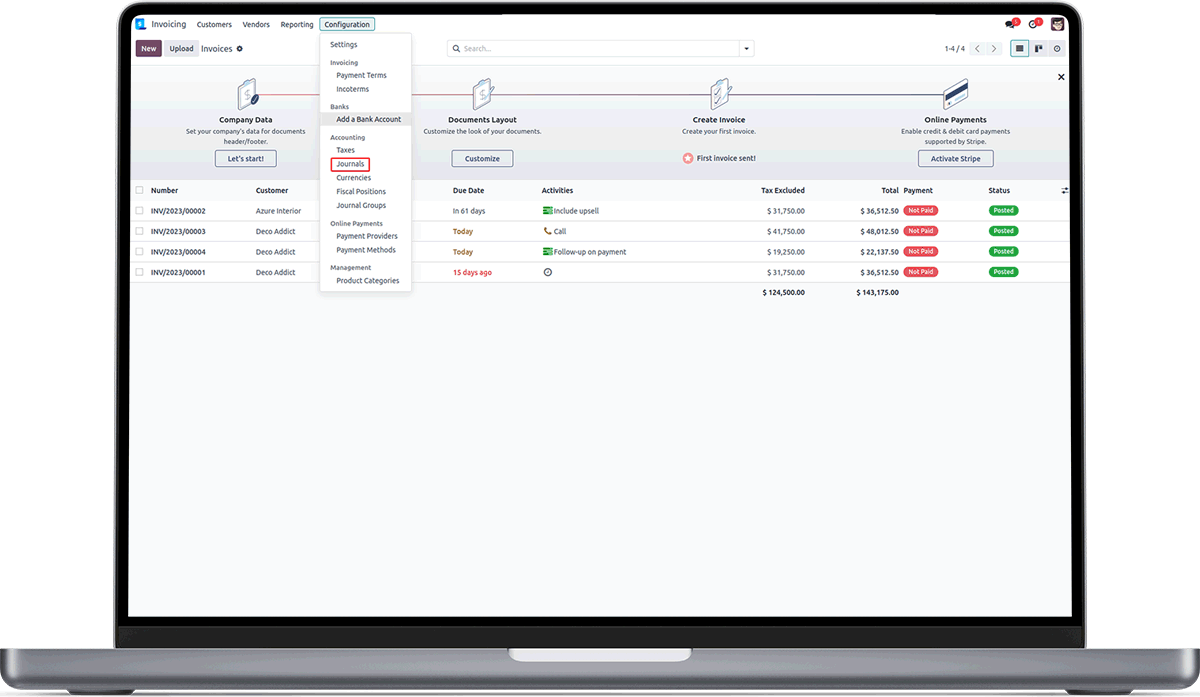 Invoicing Customers Vendors Reporting Configuration 1 1
New Upload Invoices Search... 1-4 / 4
Settings
Invoicing
Payment Terms
Incoterms
Banks
Add a Bank Account
Accounting
Taxes
Journals
Currencies
Fiscal Positions
Journal Groups
Online Payments
Payment Providers
Payment Methods
Management
Product Categories
Company Data
Set your company's data for documents
header/footer.
Let's start!
Documents Layout
Customize the look of your documents.
Customize
Create Invoice
Create your first invoice.
First invoice sent!
Online Payments
Enable credit & debit card payments
supported by Stripe.
Activate Stripe
Number Customer Due Date Activities Tax Excluded Total Payment Status
INV/2023/00002 Azure Interior In 61 days Include upsell $ 31,750.00 $ 36,512.50 Not Paid Posted
INV/2023/00003 Deco Addict Today Call $ 41,750.00 $ 48,012.50 Not Paid Posted
INV/2023/00004 Deco Addict Today Follow-up on payment $ 19,250.00 $ 22,137.50 Not Paid Posted
INV/2023/00001 Deco Addict 15 days ago $ 31,750.00 $ 36,512.50 Not Paid Posted
$ 124,500.00 $ 143,175.00